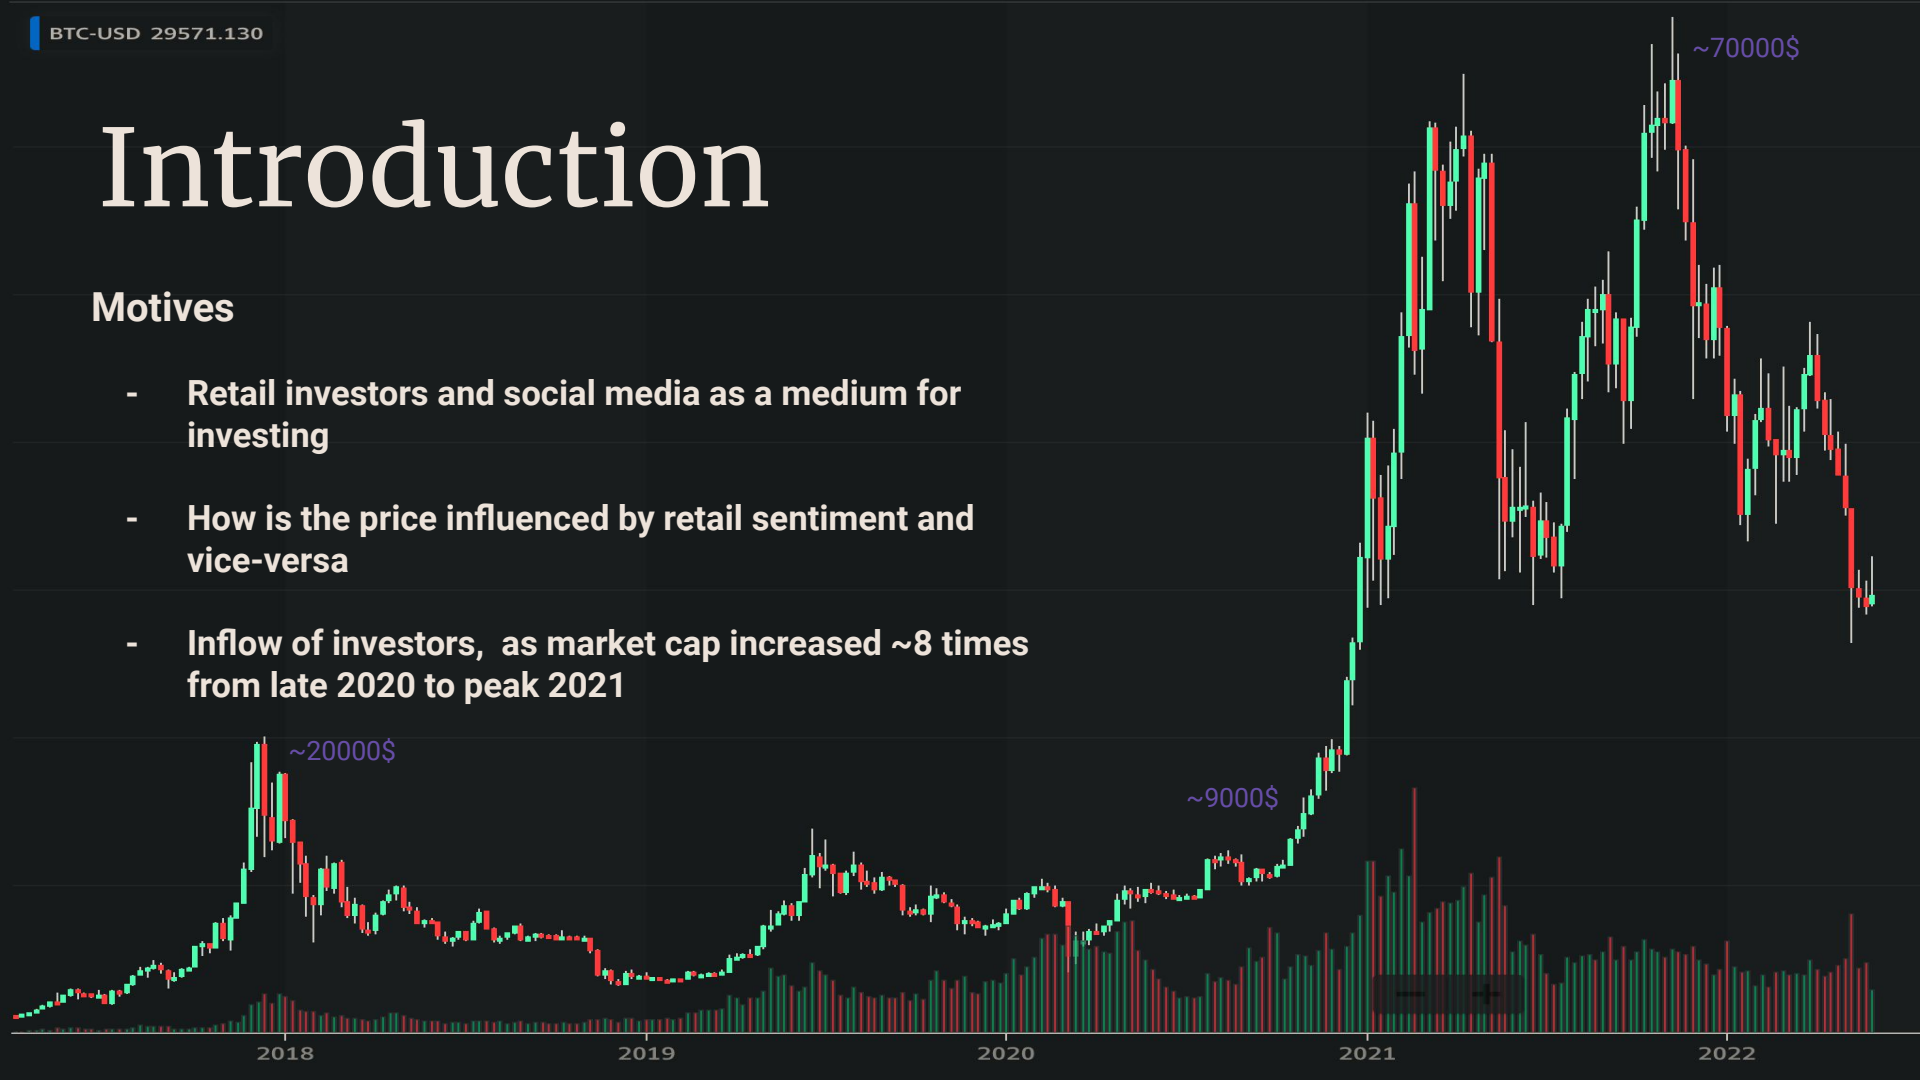 BTC-USD 29571.130
~70000$
Introduction
Motives
- Retail investors and social media as a medium for
investing
- How is the price influenced by retail sentiment and
vice-versa
- Inflow of investors,  as market cap increased ~8 times
from late 2020 to peak 2021
~20000$
~9000$
2018 2019 2020 2021 2022